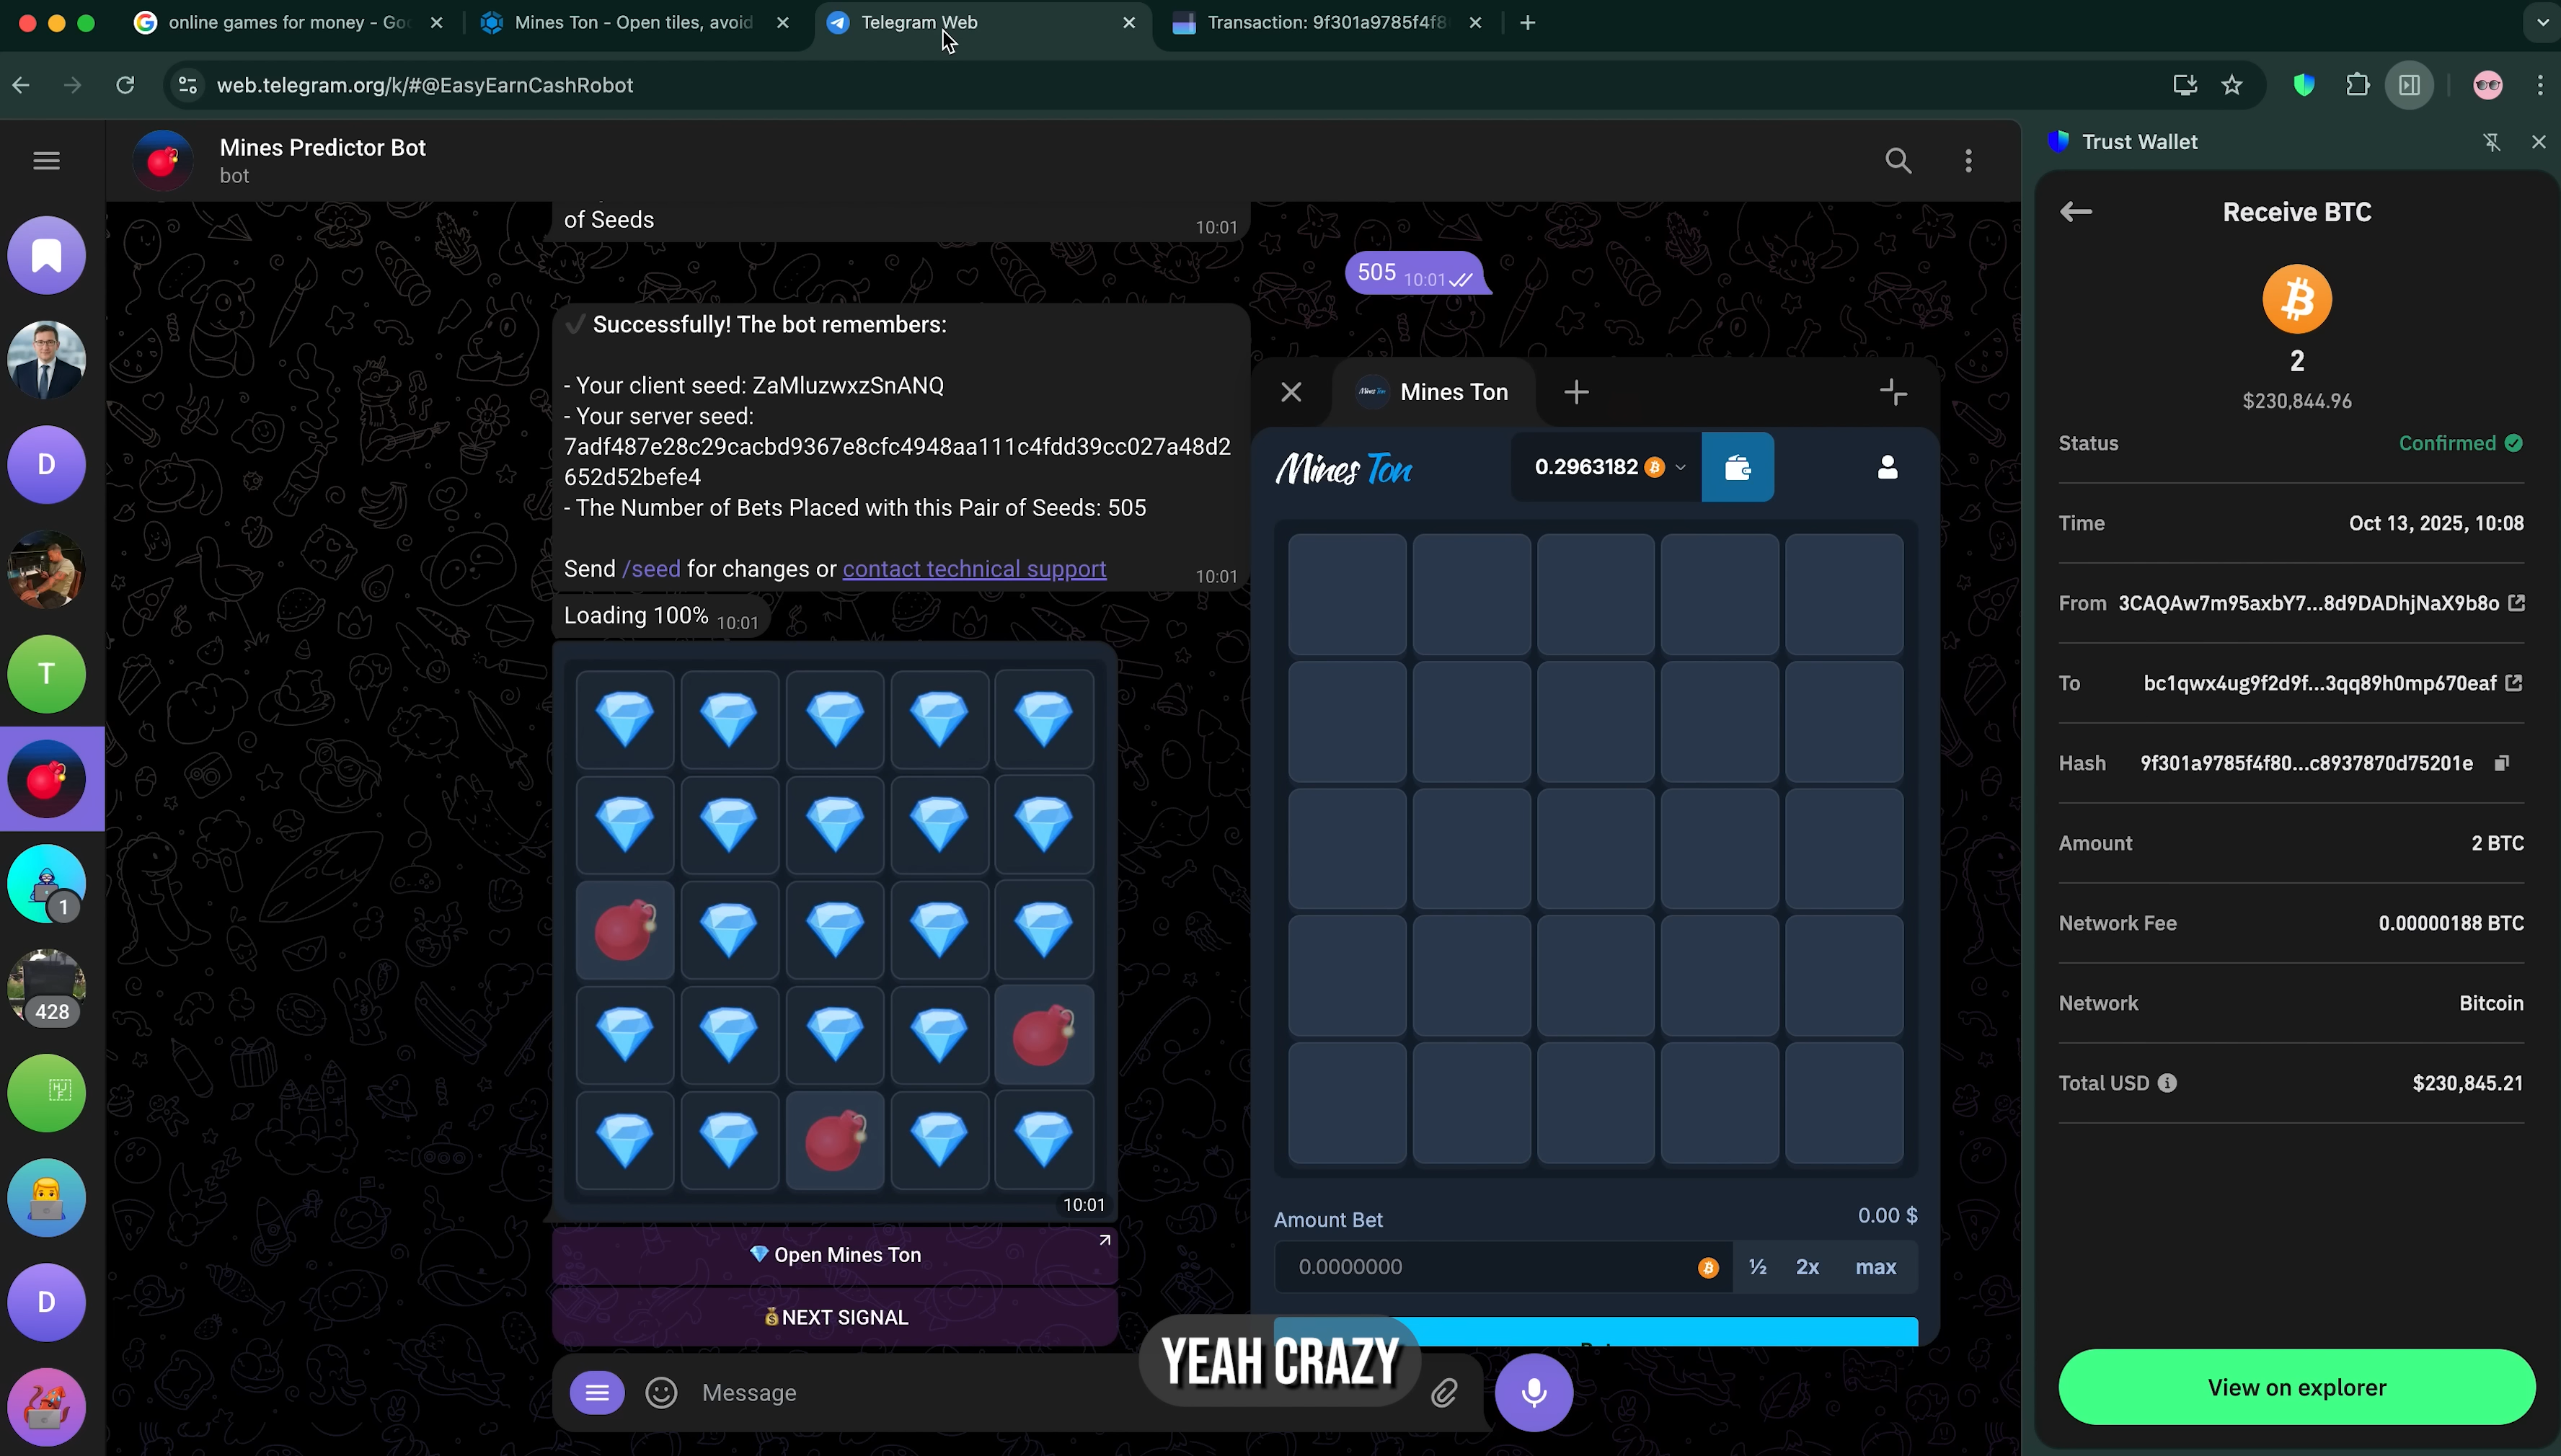 online games for money - Goo
Mines Ton - Open tiles, avoid
Telegram Web
Transaction: 9f301a9785f4f8
web.telegram.org/k/#@EasyEarnCashRobot
Mines Predictor Bot
bot
of Seeds
10:01
505 10:01
Successfully! The bot remembers:
- Your client seed: ZaMluzwxzSnANQ
- Your server seed:
7adf487e28c29cacbd9367e8cfc4948aa111c4fdd39cc027a48d2
652d52befe4
- The Number of Bets Placed with this Pair of Seeds: 505
Send /seed for changes or contact technical support
10:01
Loading 100% 10:01
10:01
Open Mines Ton
NEXT SIGNAL
Message
D
T
1
428
D
Mines Ton
Mines Ton
0.2963182
Amount Bet
0.00 $
0.0000000
½ 2x max
YEAH CRAZY
Trust Wallet
Receive BTC
2
$230,844.96
Status Confirmed
Time Oct 13, 2025, 10:08
From 3CAQAw7m95axbY7...8d9DADhjNaX9b8o
To bc1qwx4ug9f2d9f...3qq89h0mp670eaf
Hash 9f301a9785f4f80...c8937870d75201e
Amount 2 BTC
Network Fee 0.00000188 BTC
Network Bitcoin
Total USD $230,845.21
View on explorer